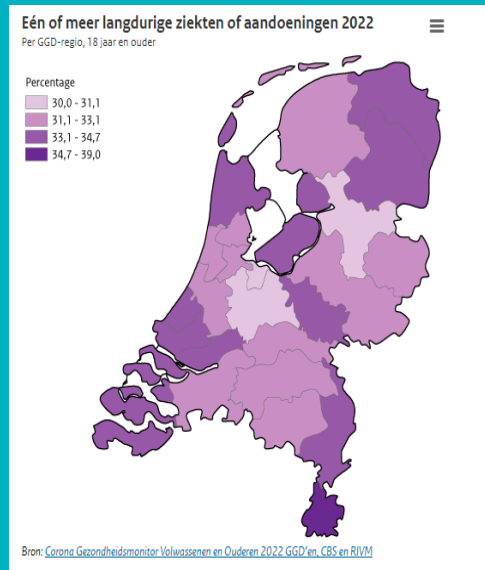 Eén of meer langdurige ziekten of aandoeningen 2022
Per GGD-regio, 18 jaar en ouder
Percentage
30,0 - 31,1
31,1 - 33,1
33,1 - 34,7
34,7 - 39,0
Bron: Corona Gezondheidsmonitor Volwassenen en Ouderen 2022 GGD'en, CBS en RIVM